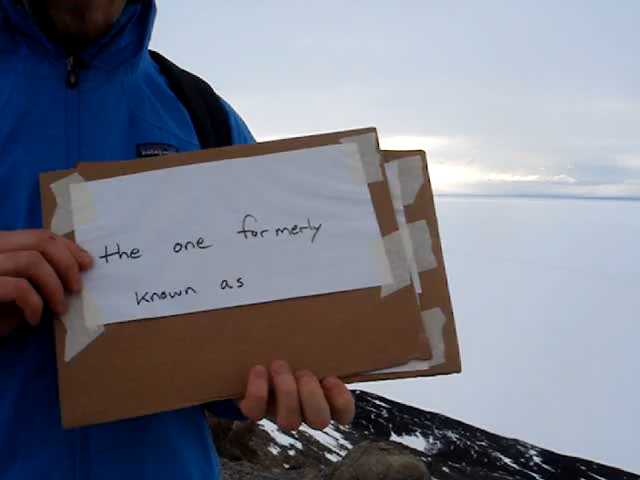 the one formerly
known as